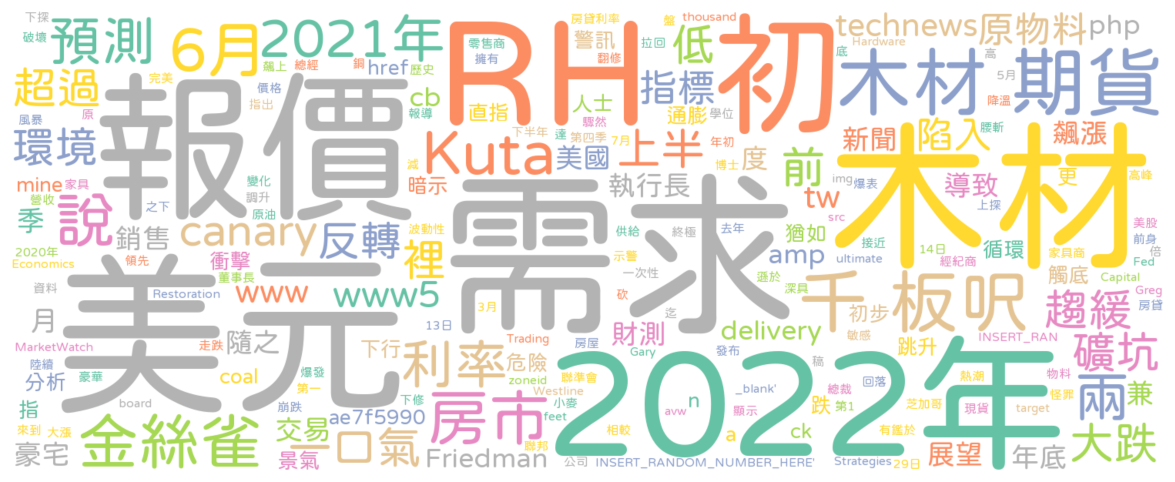 下探
破壞
預測
6月
2021年
飆上
總經
銅
href
歷史
零售商
擁有
房貸利率
警訊
翻修
拉回
低
盤
thousand
底
technews
原物料
php
Hardware
高
5月
完美
價格
指出
超過
cb
報導
直指
人士
驟然
通膨
指標
學位
RH
初
木材
期貨
降溫
腰斬
原
風暴
環境
報價
下半年
達
第四季
7月
年初
Kuta
美國
上半
度
博士
前
新聞
陷入
飆漲
mine
家具
營收
季
說
之下
變化
調升
原油
減
暗示
波動性
執行長
供給
終極
去年
tw
img
爆表
src
導致
上探
更
高峰
木材
需求
canary
反轉
裡
銷售
2020年
Economics
領先
衝擊
董事長
示警
一次性
砍
遜於
深具
amp
猶如
接近
ultimate
14日
經紀商
循環
家具商
觸底
美股
前身
倍
Fed
房貸
資料
月
隨之
Restoration
www
www5
3月
迄
財測
delivery
千
初步
敏感
板呎
趨緩
Capital
Greg
MarketWatch
走跌
美元
13日
下行
Trading
房屋
Gary
發布
稿
跳升
INSERT_RAN
礦坑
陸續
分析
豪華
coal
爆發
第一
利率
危險
zoneid
聯準會
Westline
小麥
feet
2022年
_blank'
總裁
回落
熱潮
物料
芝加哥
現貨
怪罪
target
兩
兼
指
來到
大漲
board
崩跌
下修
ae7f5990
房市
n
avw
顯示
a
跌
第1
ck
有鑑於
豪宅
金絲雀
交易
景氣
口氣
聯邦
Friedman
公司
相較
INSERT_RANDOM_NUMBER_HERE'
Strategies
29日
展望
年底
大跌